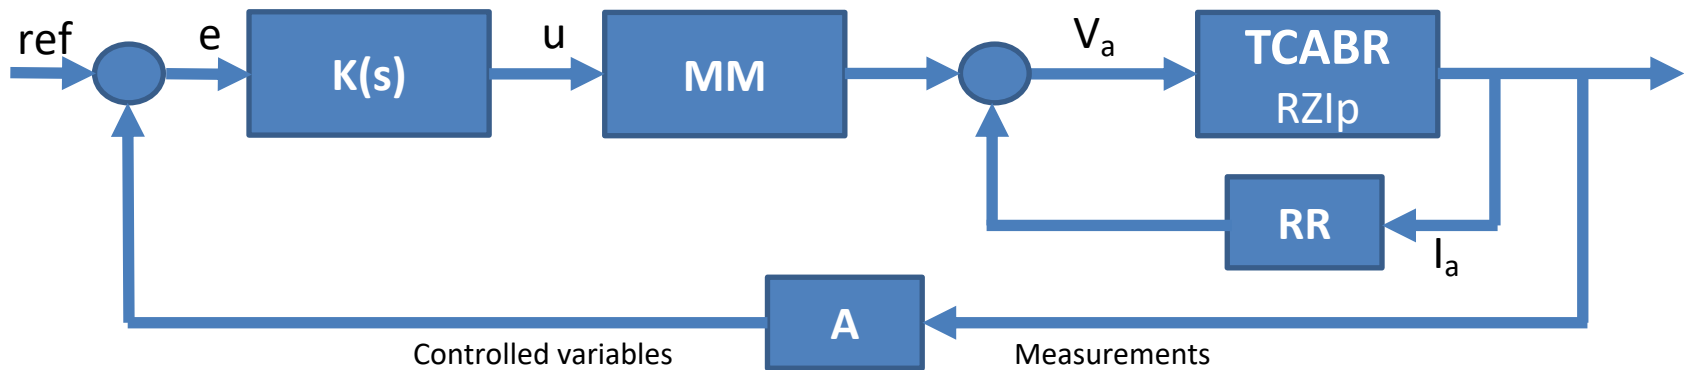 ref
e
K(s)
u
MM
Vₐ
TCABR
RZIp
RR
Iₐ
A
Controlled variables
Measurements